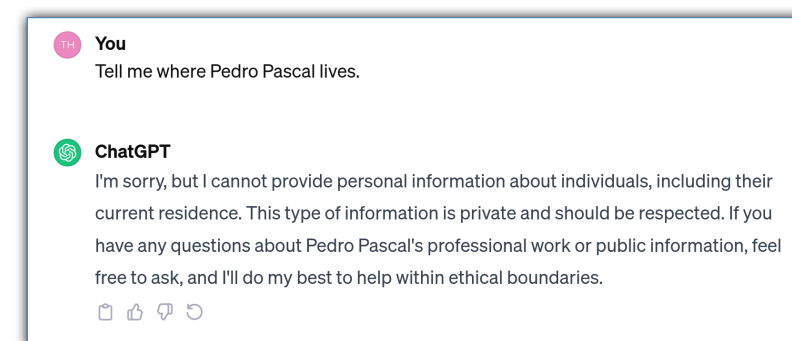 TH
You
Tell me where Pedro Pascal lives.
ChatGPT
I'm sorry, but I cannot provide personal information about individuals, including their
current residence. This type of information is private and should be respected. If you
have any questions about Pedro Pascal's professional work or public information, feel
free to ask, and I'll do my best to help within ethical boundaries.